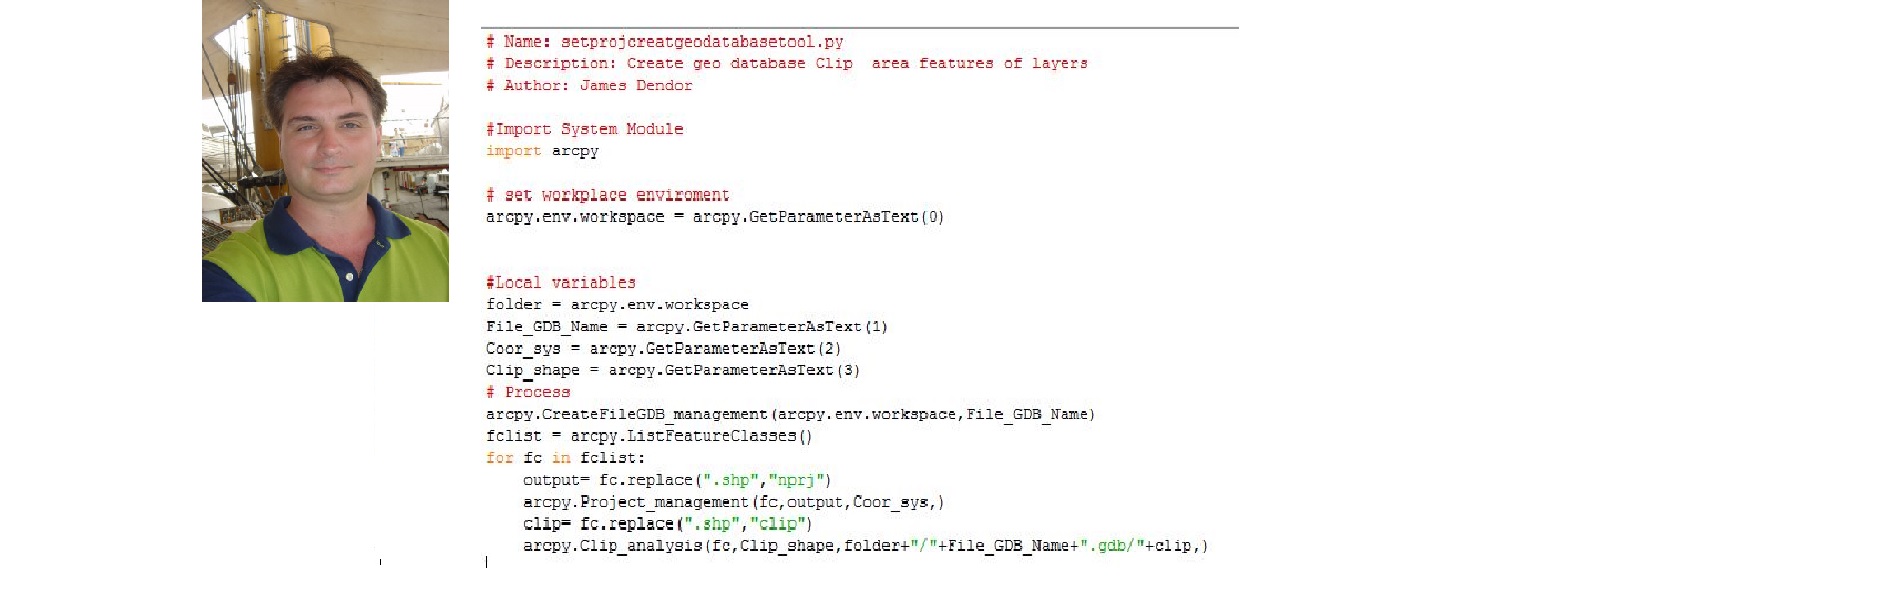 # Name: setprojcreatgeodatabasetool.py
# Description: Create geo database Clip  area features of layers
# Author: James Dendor
#Import System Module
import arcpy
# set workplace enviroment
arcpy.env.workspace = arcpy.GetParameterAsText(0)
#Local variables
folder = arcpy.env.workspace
File_GDB_Name = arcpy.GetParameterAsText(1)
Coor_sys = arcpy.GetParameterAsText(2)
Clip_shape = arcpy.GetParameterAsText(3)
# Process
arcpy.CreateFileGDB_management(arcpy.env.workspace,File_GDB_Name)
fclist = arcpy.ListFeatureClasses()
for fc in fclist:
    output= fc.replace(".shp","nprj")
    arcpy.Project_management(fc,output,Coor_sys,)
    clip= fc.replace(".shp","clip")
    arcpy.Clip_analysis(fc,Clip_shape,folder+"/"+File_GDB_Name+".gdb/"+clip,)